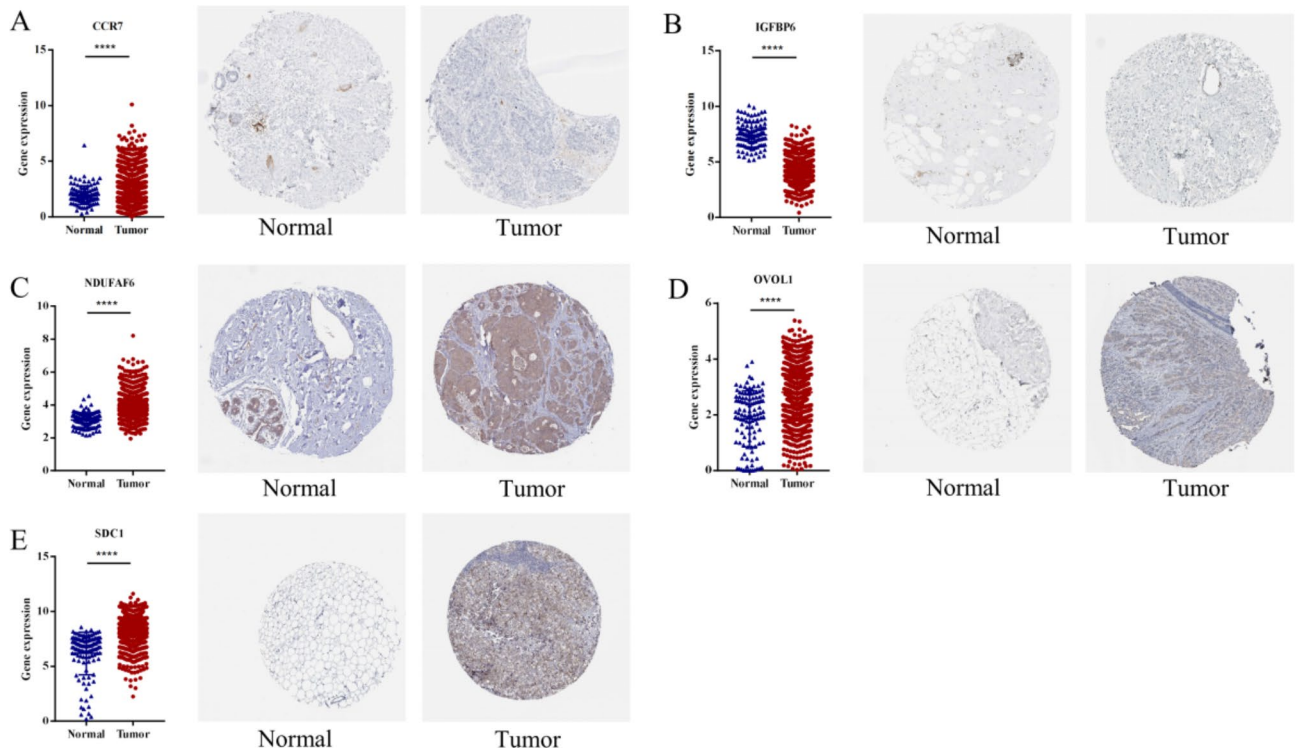 A
CCR7
****
15
10
5
0
Gene expression
Normal
Tumor
Normal
Tumor
B
IGFBP6
****
15
10
5
0
Gene expression
Normal
Tumor
Normal
Tumor
C
NDUFAF6
****
10
8
6
4
2
0
Gene expression
Normal
Tumor
Normal
Tumor
D
OVOL1
****
6
4
2
0
Gene expression
Normal
Tumor
Normal
Tumor
E
SDC1
****
15
10
5
0
Gene expression
Normal
Tumor
Normal
Tumor